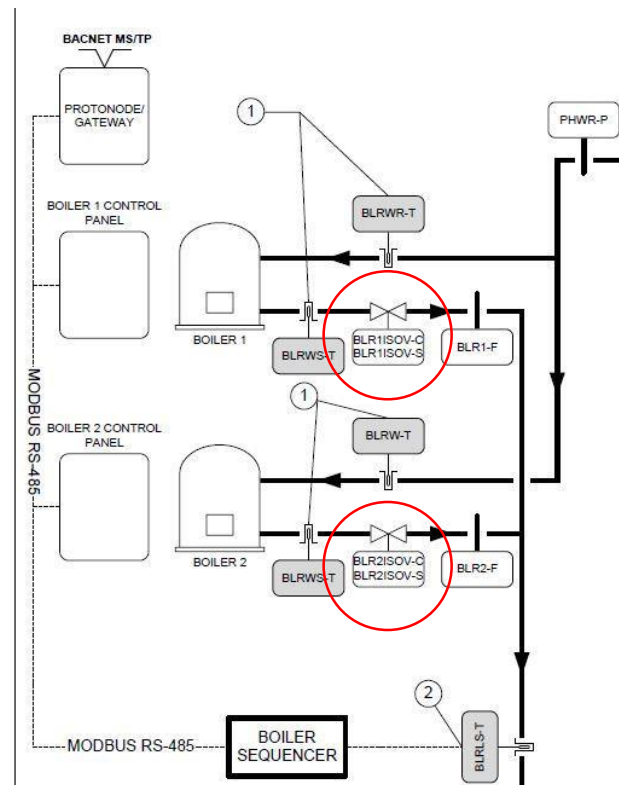 BACNET MS/TP
PROTONODE/
GATEWAY
1
PHWR-P
BOILER 1 CONTROL
PANEL
BLRWR-T
BOILER 1
BLRWS-T
BLR1ISOV-C
BLR1ISOV-S
BLR1-F
MODBUS RS-485
1
BOILER 2 CONTROL
PANEL
BLRW-T
BOILER 2
BLRWS-T
BLR2ISOV-C
BLR2ISOV-S
BLR2-F
2
MODBUS RS-485
BOILER
SEQUENCER
BLRLS-T